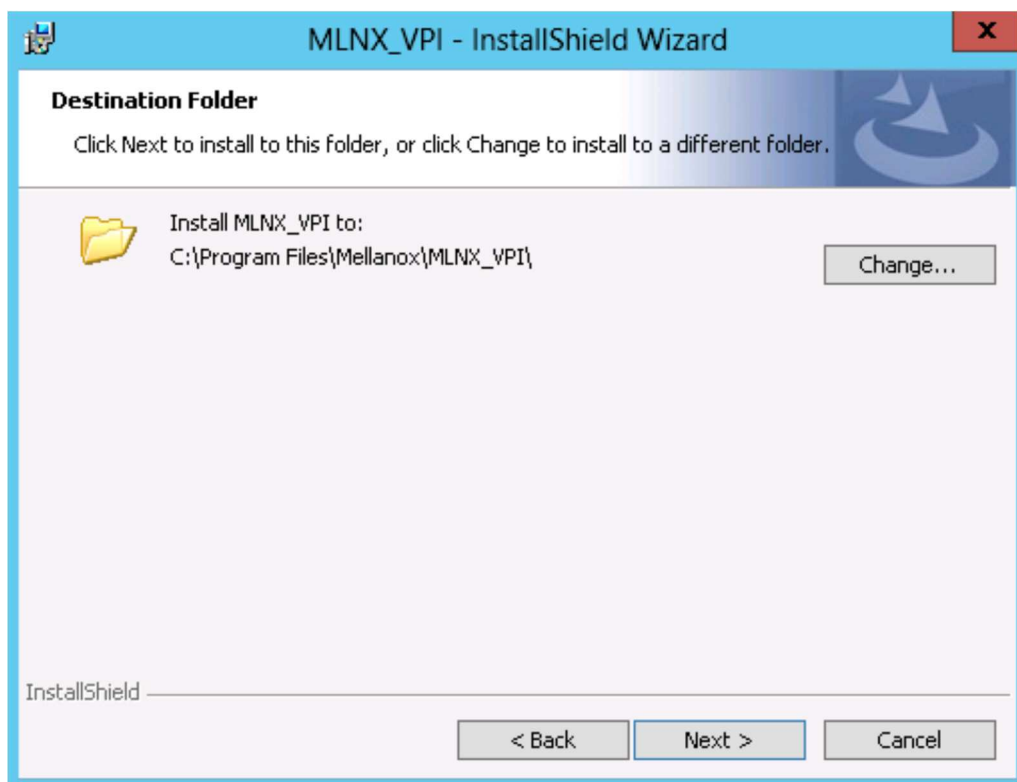 MLNX_VPI - InstallShield Wizard
x
Destination Folder
Click Next to install to this folder, or click Change to install to a different folder.
Install MLNX_VPI to:
C:\Program Files\Mellanox\MLNX_VPI\
Change...
InstallShield
< Back
Next >
Cancel